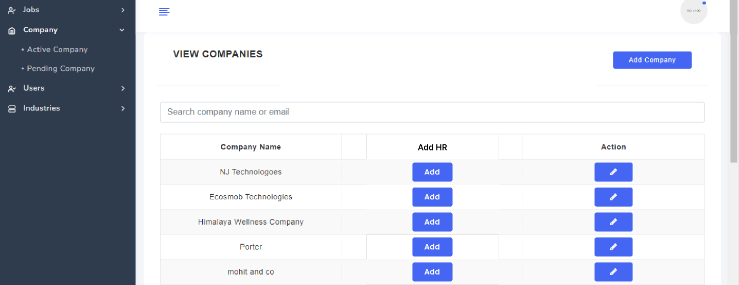 Jobs
Company
• Active Company
• Pending Company
Users
Industries
VIEW COMPANIES
Add Company
Search company name or email
Company Name Add HR Action
NJ Technologoes Add
Ecosmob Technologies Add
Himalaya Wellness Company Add
Porter Add
mohit and co Add